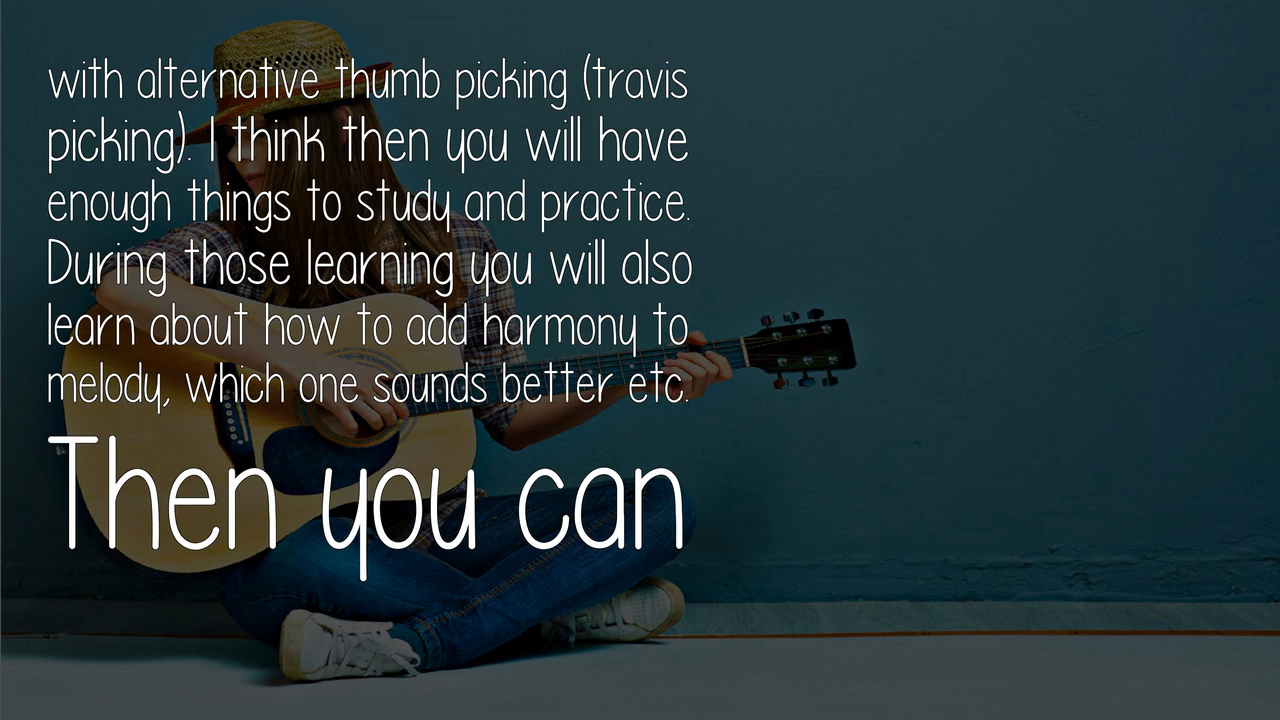 with alternative thumb picking (travis
picking). I think then you will have
enough things to study and practice.
During those learning you will also
learn about how to add harmony to
melody, which one sounds better etc.
Then you can